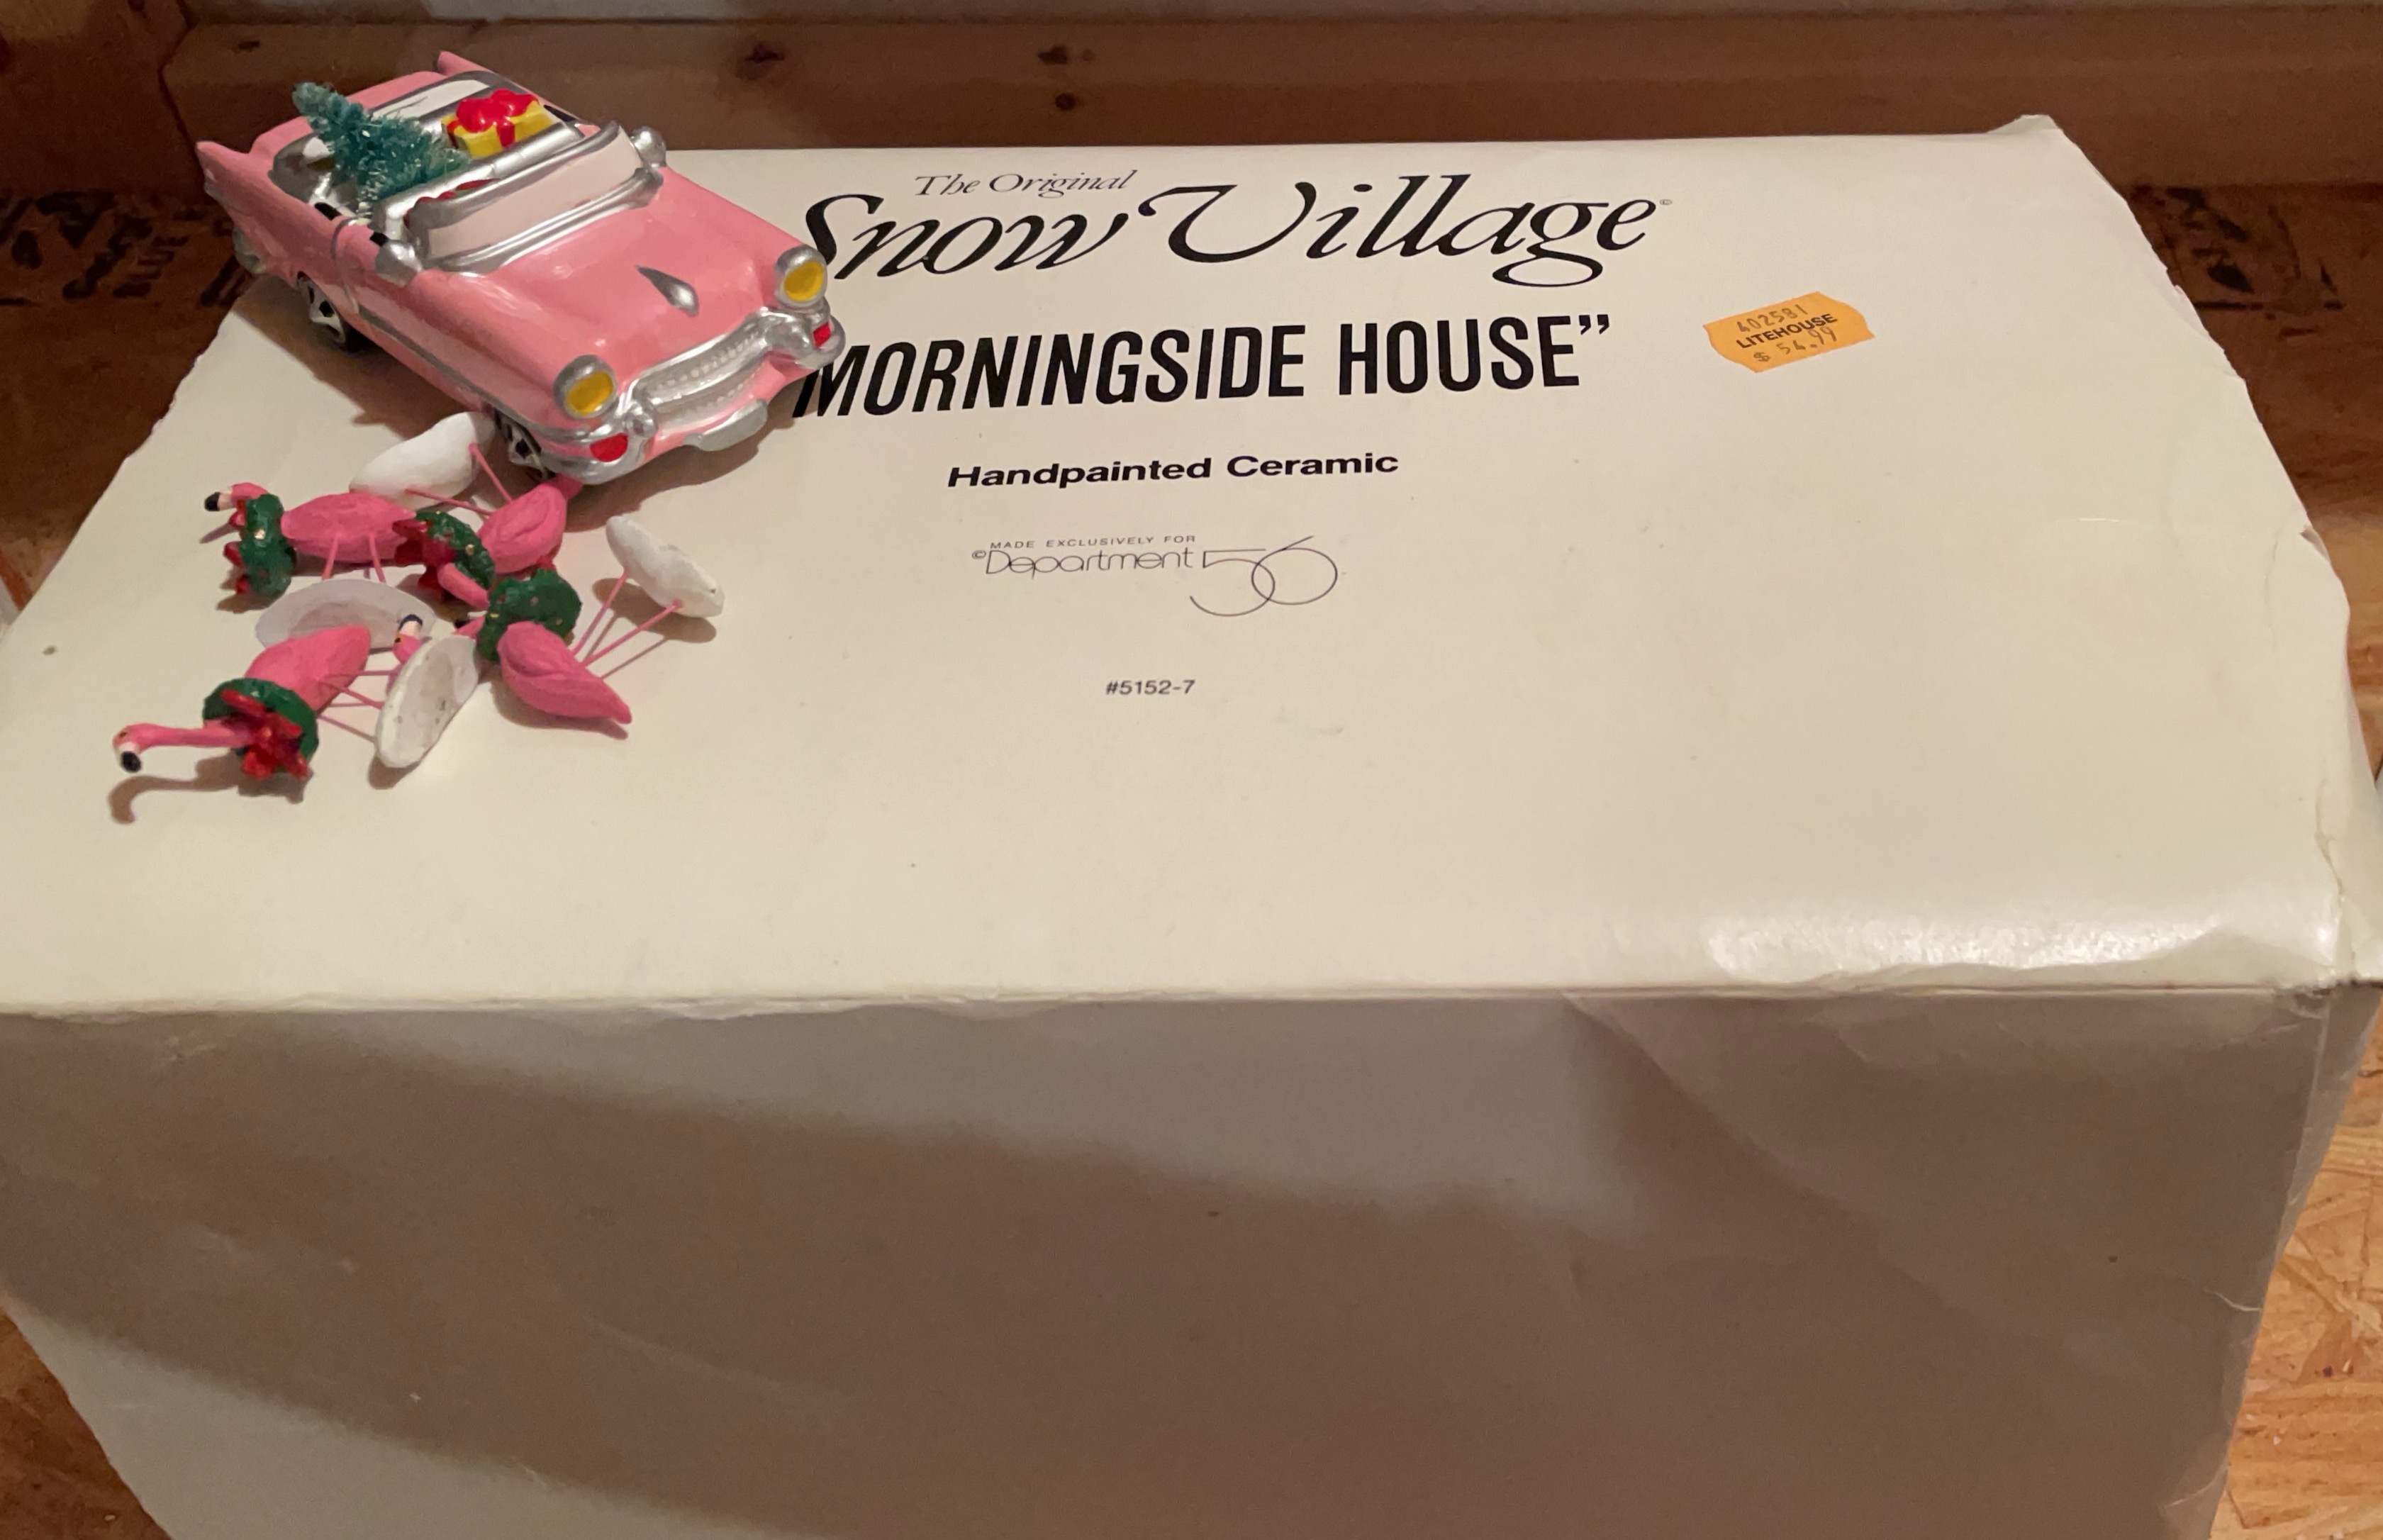 The Original
Snow Village©
MORNINGSIDE HOUSE”
Handpainted Ceramic
MADE EXCLUSIVELY FOR
©Department 56
#5152-7
402581
LITEHOUSE
$ 54.99